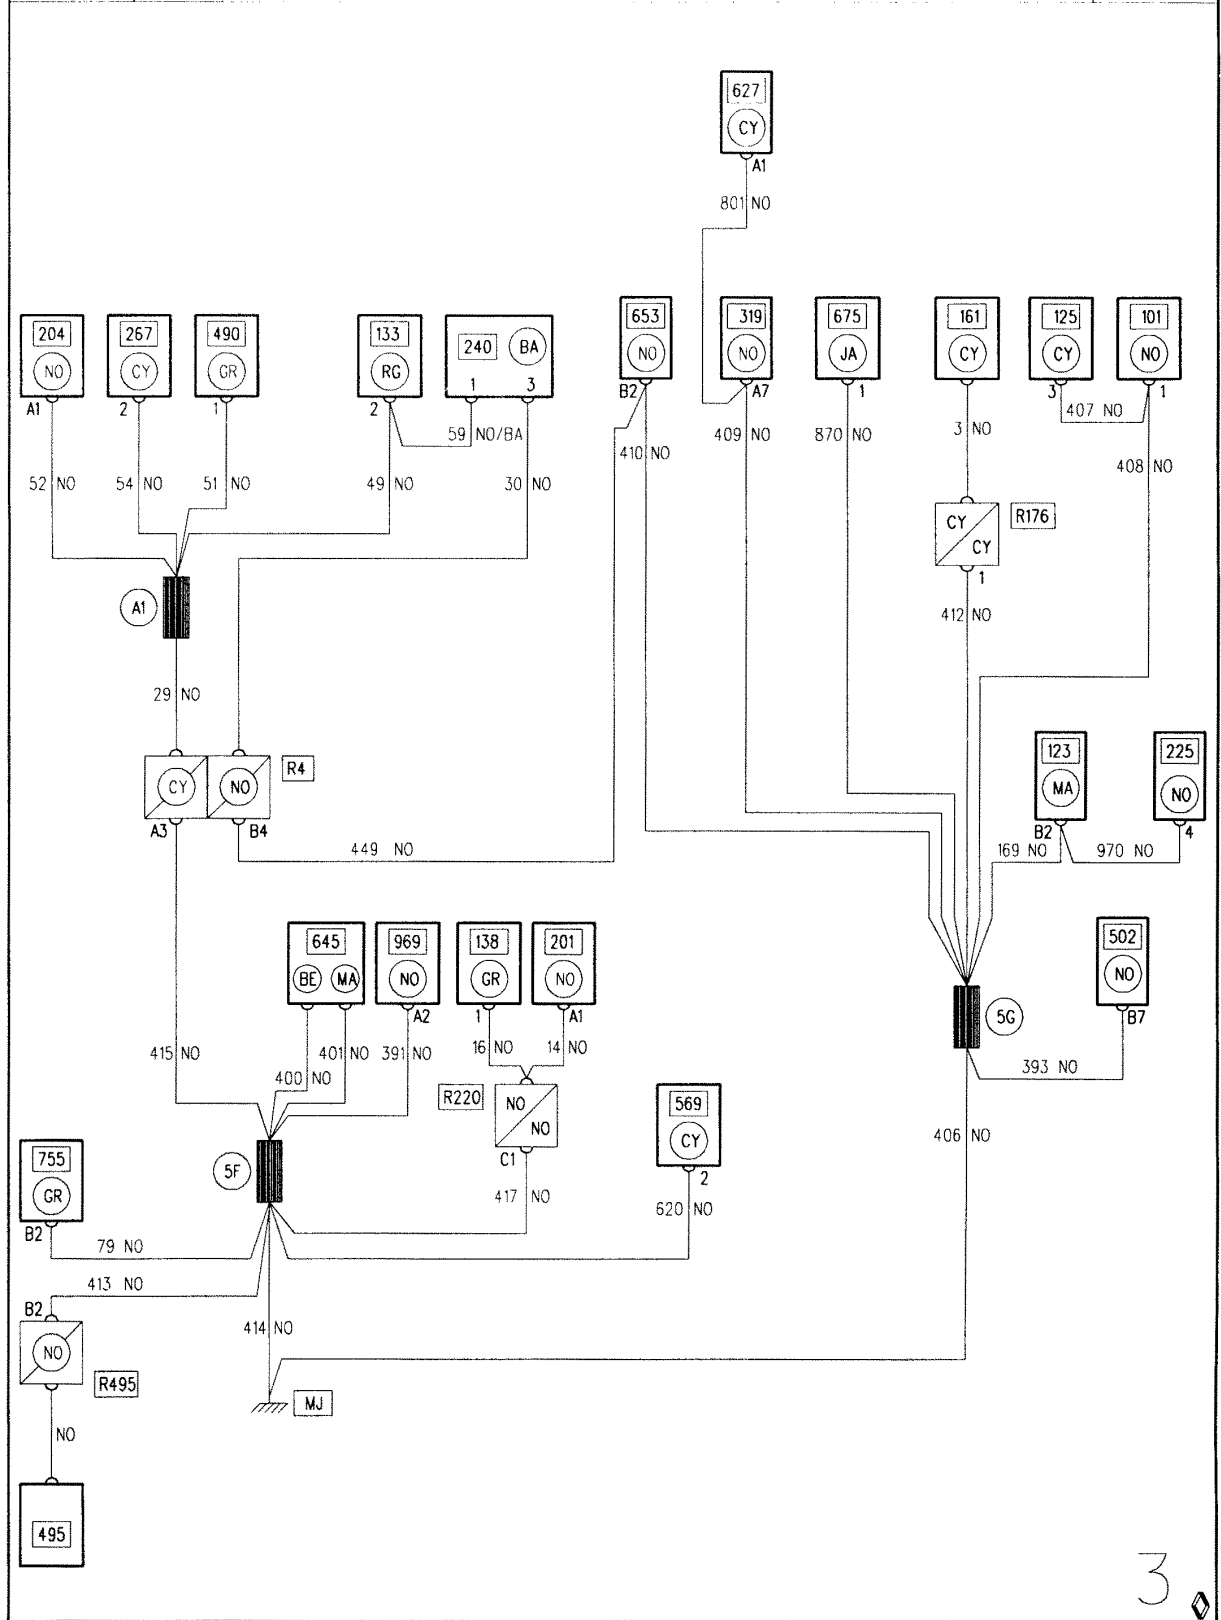 627
CY
A1
801 NO
204
NO
A1
267
CY
2
490
GR
1
133
RG
2
240
BA
1
3
653
NO
B2
319
NO
A7
675
JA
1
161
CY
125
CY
3
101
NO
1
59 NO/BA
407 NO
52 NO
54 NO
51 NO
49 NO
30 NO
410 NO
409 NO
870 NO
3 NO
408 NO
CY
CY
R176
1
412 NO
A1
29 NO
CY
A3
NO
B4
R4
449 NO
123
MA
B2
225
NO
4
169 NO
970 NO
645
BE
MA
969
NO
A2
138
GR
1
201
NO
A1
502
NO
B7
5G
415 NO
400 NO
401 NO
391 NO
16 NO
14 NO
393 NO
R220
NO
NO
C1
569
CY
2
406 NO
755
GR
B2
5F
417 NO
620 NO
79 NO
413 NO
B2
NO
R495
414 NO
MJ
NO
495
3